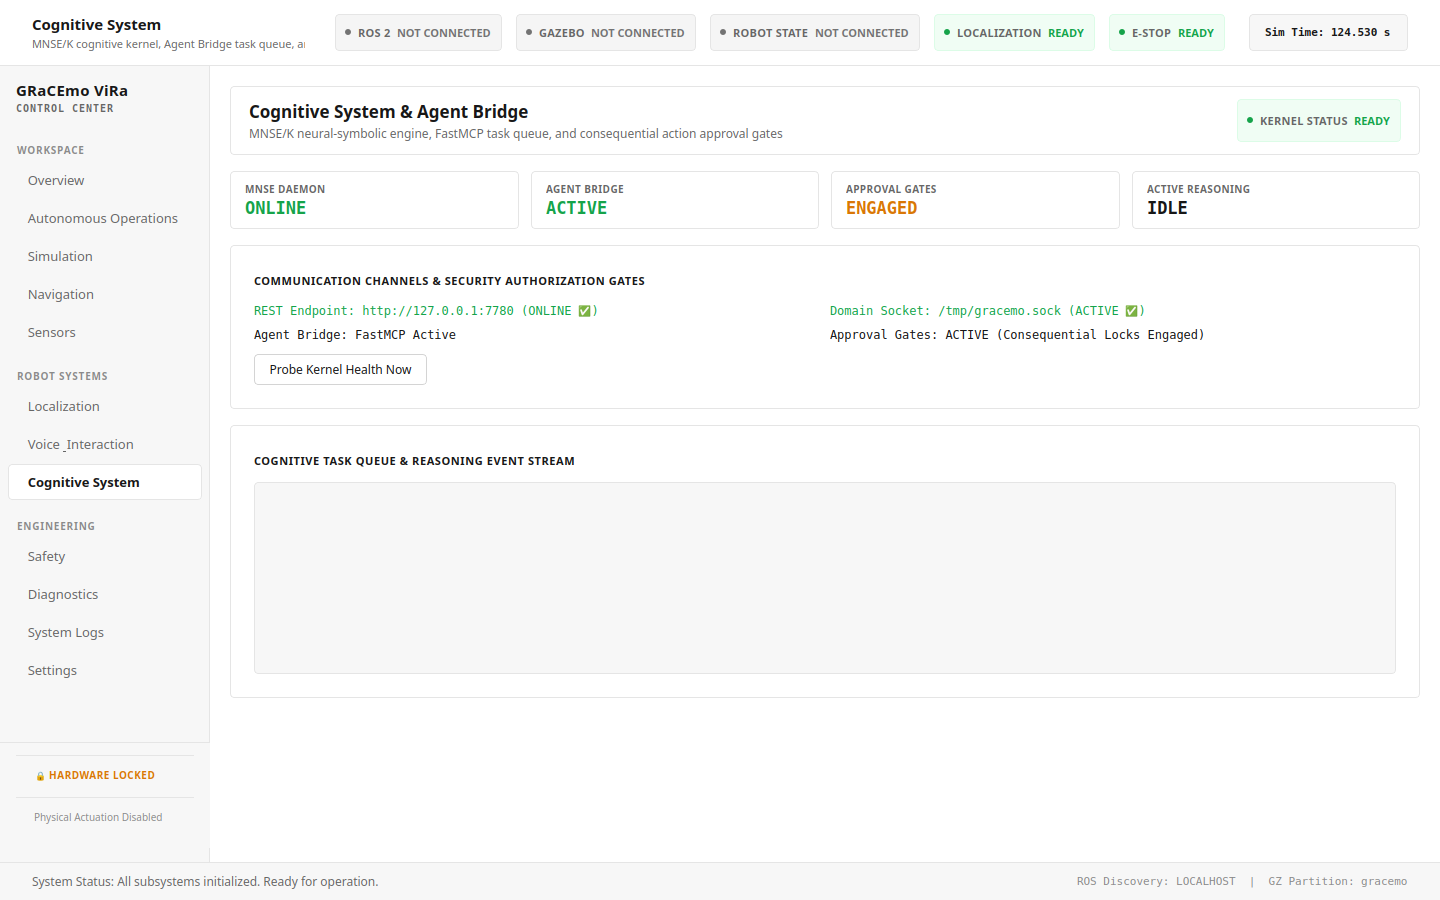 Cognitive System
MNSE/K cognitive kernel, Agent Bridge task queue, a
ROS 2 NOT CONNECTED
GAZEBO NOT CONNECTED
ROBOT STATE NOT CONNECTED
LOCALIZATION READY
E-STOP READY
Sim Time: 124.530 s
GRaCEmo ViRa
CONTROL CENTER
WORKSPACE
Overview
Autonomous Operations
Simulation
Navigation
Sensors
ROBOT SYSTEMS
Localization
Voice _Interaction
Cognitive System
ENGINEERING
Safety
Diagnostics
System Logs
Settings
🔒 HARDWARE LOCKED
Physical Actuation Disabled
Cognitive System & Agent Bridge
MNSE/K neural-symbolic engine, FastMCP task queue, and consequential action approval gates
KERNEL STATUS READY
MNSE DAEMON
ONLINE
AGENT BRIDGE
ACTIVE
APPROVAL GATES
ENGAGED
ACTIVE REASONING
IDLE
COMMUNICATION CHANNELS & SECURITY AUTHORIZATION GATES
REST Endpoint: http://127.0.0.1:7780 (ONLINE ✅)
Domain Socket: /tmp/gracemo.sock (ACTIVE ✅)
Agent Bridge: FastMCP Active
Approval Gates: ACTIVE (Consequential Locks Engaged)
Probe Kernel Health Now
COGNITIVE TASK QUEUE & REASONING EVENT STREAM
System Status: All subsystems initialized. Ready for operation.
ROS Discovery: LOCALHOST | GZ Partition: gracemo